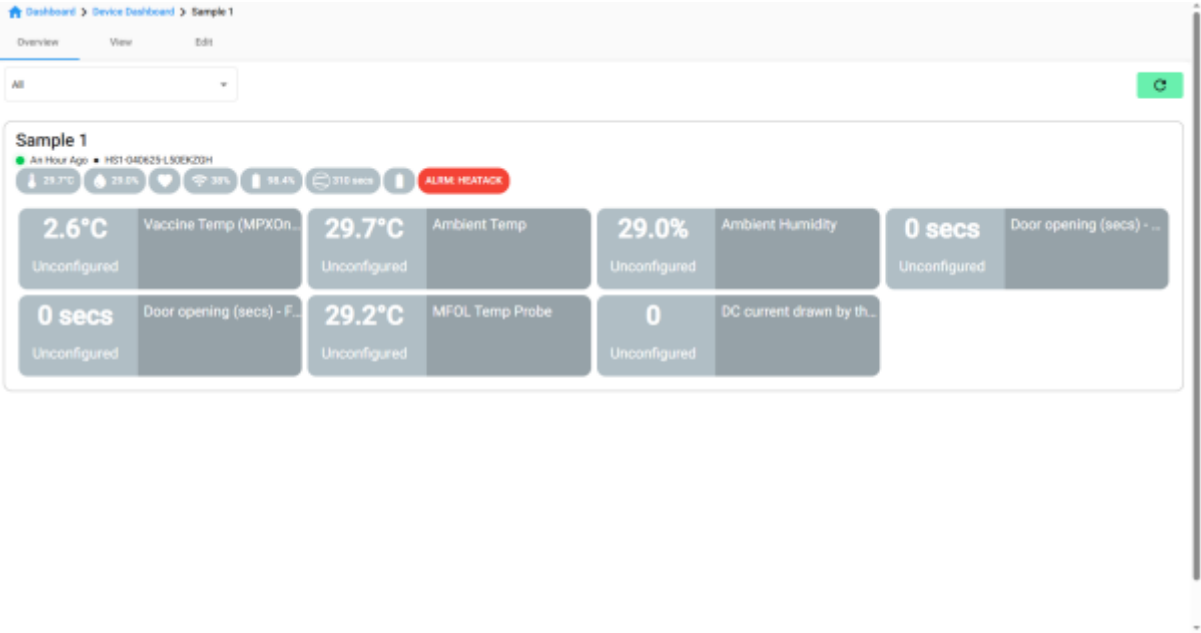 Dashboard > Device Dashboard > Sample 1
Overview View Edit
All
Sample 1
An Hour Ago • HS1-040625-L50EKZGH
29.7°C 29.0% 38% 98.4% 310 secs ALRM: HEATACK
2.6°C Vaccine Temp (MPXOn...
Unconfigured
29.7°C Ambient Temp
Unconfigured
29.0% Ambient Humidity
Unconfigured
0 secs Door opening (secs) - ...
Unconfigured
0 secs Door opening (secs) - F...
Unconfigured
29.2°C MFOL Temp Probe
Unconfigured
0 DC current drawn by th...
Unconfigured